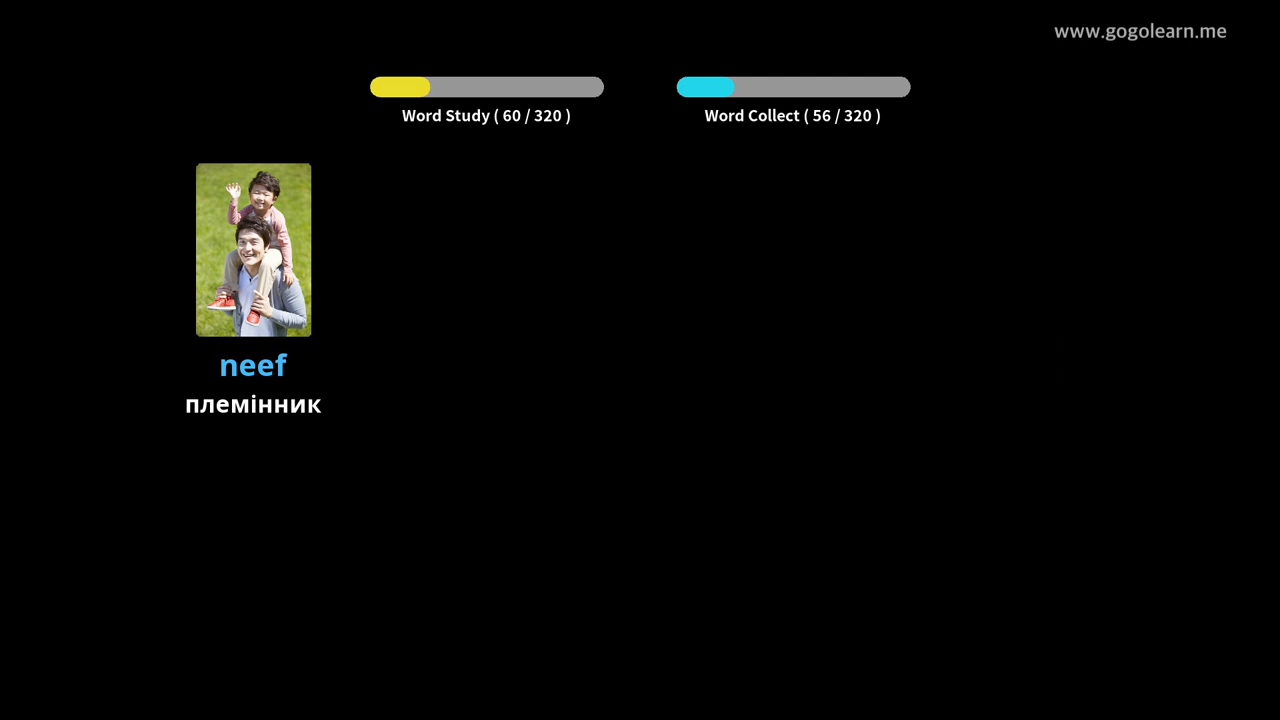 www.gogolearn.me
Word Study ( 60 / 320 )
Word Collect ( 56 / 320 )
neef
племінник